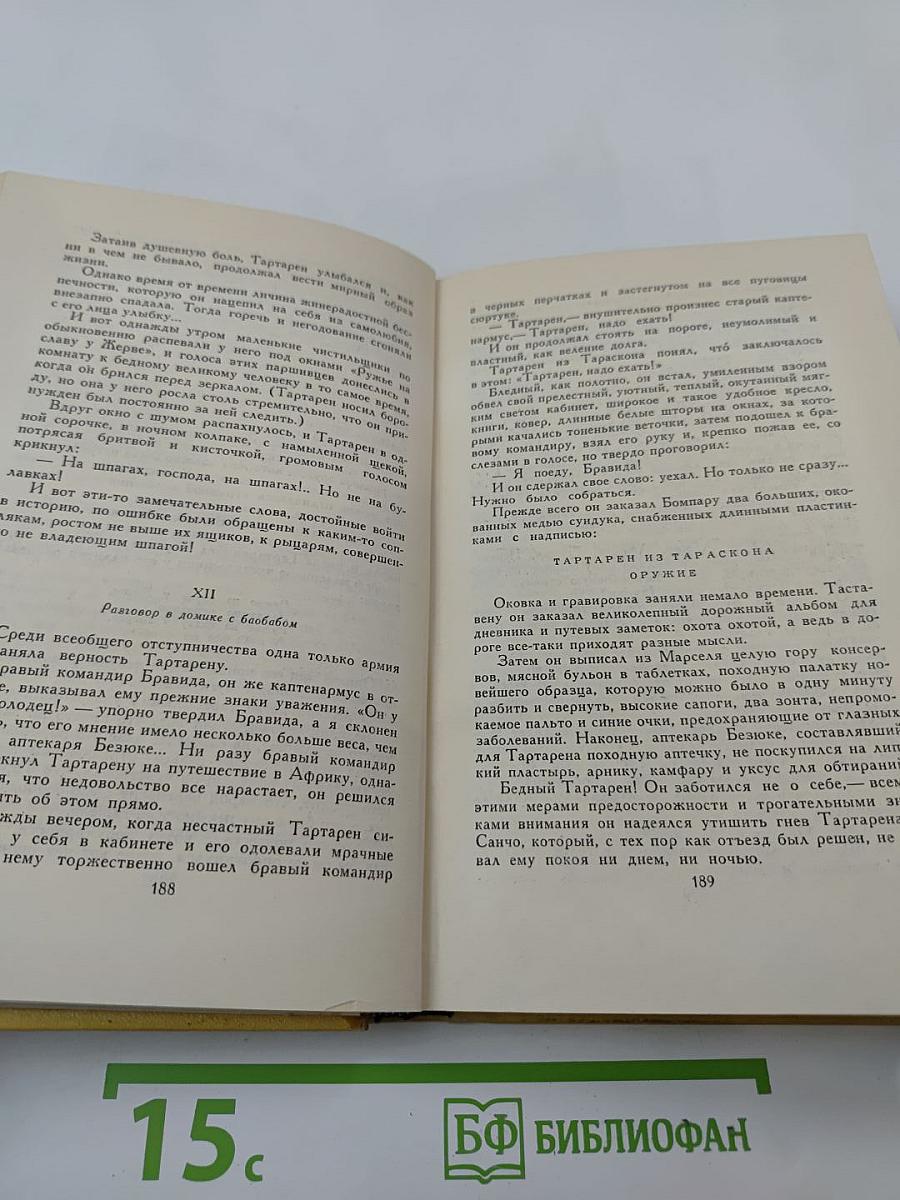 Затаив душевную боль, Тартарен улыбался и, как
ни в чем не бывало, продолжал вести мирный образ
жизни.
Однако время от времени личина жизнерадостной бес-
печности, которую он нацепил на себя из самолюбия,
внезапно спадала. Тогда горечь и негодование сгоняли
с его лица улыбку...
И вот однажды утром маленькие чистильщики по
обыкновению распевали у него под окнами «Ружье на
славу у Жерве», и голоса этих паршивцев донеслись в
комнату к бедному великому человеку в то самое время,
когда он брился перед зеркалом. (Тартарен носил боро-
ду, но она у него росла столь стремительно, что он при-
нужден был постоянно за ней следить.)
Вдруг окно с шумом распахнулось, и Тартарен в од-
ной сорочке, в ночном колпаке, с намыленной щекой,
потрясая бритвой и кисточкой, громовым голосом
крикнул:
— На шпагах, господа, на шпагах!.. Но не на бу-
лавках!
И вот эти-то замечательные слова, достойные войти
в историю, по ошибке были обращены к каким-то соп-
лякам, ростом не выше их ящиков, к рыцарям, совершен-
о не владеющим шпагой!
XII
Разговор в домике с баобабом
Среди всеобщего отступничества одна только армия
аняла верность Тартарену.
равый командир Бравида, он же каптенармус в от-
е, выказывал ему прежние знаки уважения. «Он у
олодец!» — упорно твердил Бравида, а я склонен
ь, что его мнение имело несколько больше веса, чем
аптекаря Безюке... Ни разу бравый командир
екнул Тартарену на путешествие в Африку, одна-
я, что недовольство все нарастает, он решился
ить об этом прямо.
жды вечером, когда несчастный Тартарен си-
у себя в кабинете и его одолевали мрачные
нему торжественно вошел бравый командир
188
в черных перчатках и застегнутом на все пуговицы
сюртуке.
— Тартарен,— внушительно произнес старый капте-
нармус,— Тартарен, надо ехать!
И он продолжал стоять на пороге, неумолимый и
властный, как веление долга.
Тартарен из Тараскона понял, что́ заключалось
в этом: «Тартарен, надо ехать!»
Бледный, как полотно, он встал, умиленным взором
обвел свой прелестный, уютный, теплый, окутанный мяг-
ким светом кабинет, широкое и такое удобное кресло,
книги, ковер, длинные белые шторы на окнах, за кото-
рыми качались тоненькие веточки, затем подошел к бра-
вому командиру, взял его руку и, крепко пожав ее, со
слезами в голосе, но твердо проговорил:
— Я поеду, Бравида!
И он сдержал свое слово: уехал. Но только не сразу...
Нужно было собраться.
Прежде всего он заказал Бомпару два больших, око-
ванных медью сундука, снабженных длинными пластин-
ками с надписью:
ТАРТАРЕН ИЗ ТАРАСКОНА
ОРУЖИЕ
Оковка и гравировка заняли немало времени. Таста-
вену он заказал великолепный дорожный альбом для
дневника и путевых заметок: охота охотой, а ведь в до-
роге все-таки приходят разные мысли.
Затем он выписал из Марселя целую гору консер-
вов, мясной бульон в таблетках, походную палатку но-
вейшего образца, которую можно было в одну минуту
разбить и свернуть, высокие сапоги, два зонта, непромо-
каемое пальто и синие очки, предохраняющие от глазных
заболеваний. Наконец, аптекарь Безюке, составлявший
для Тартарена походную аптечку, не поскупился на лип
кий пластырь, арнику, камфару и уксус для обтираний
Бедный Тартарен! Он заботился не о себе,— всем
этими мерами предосторожности и трогательными зн
ками внимания он надеялся утишить гнев Тартарена
Санчо, который, с тех пор как отъезд был решен, не
вал ему покоя ни днем, ни ночью.
189
15с
БФ БИБЛИОФАН